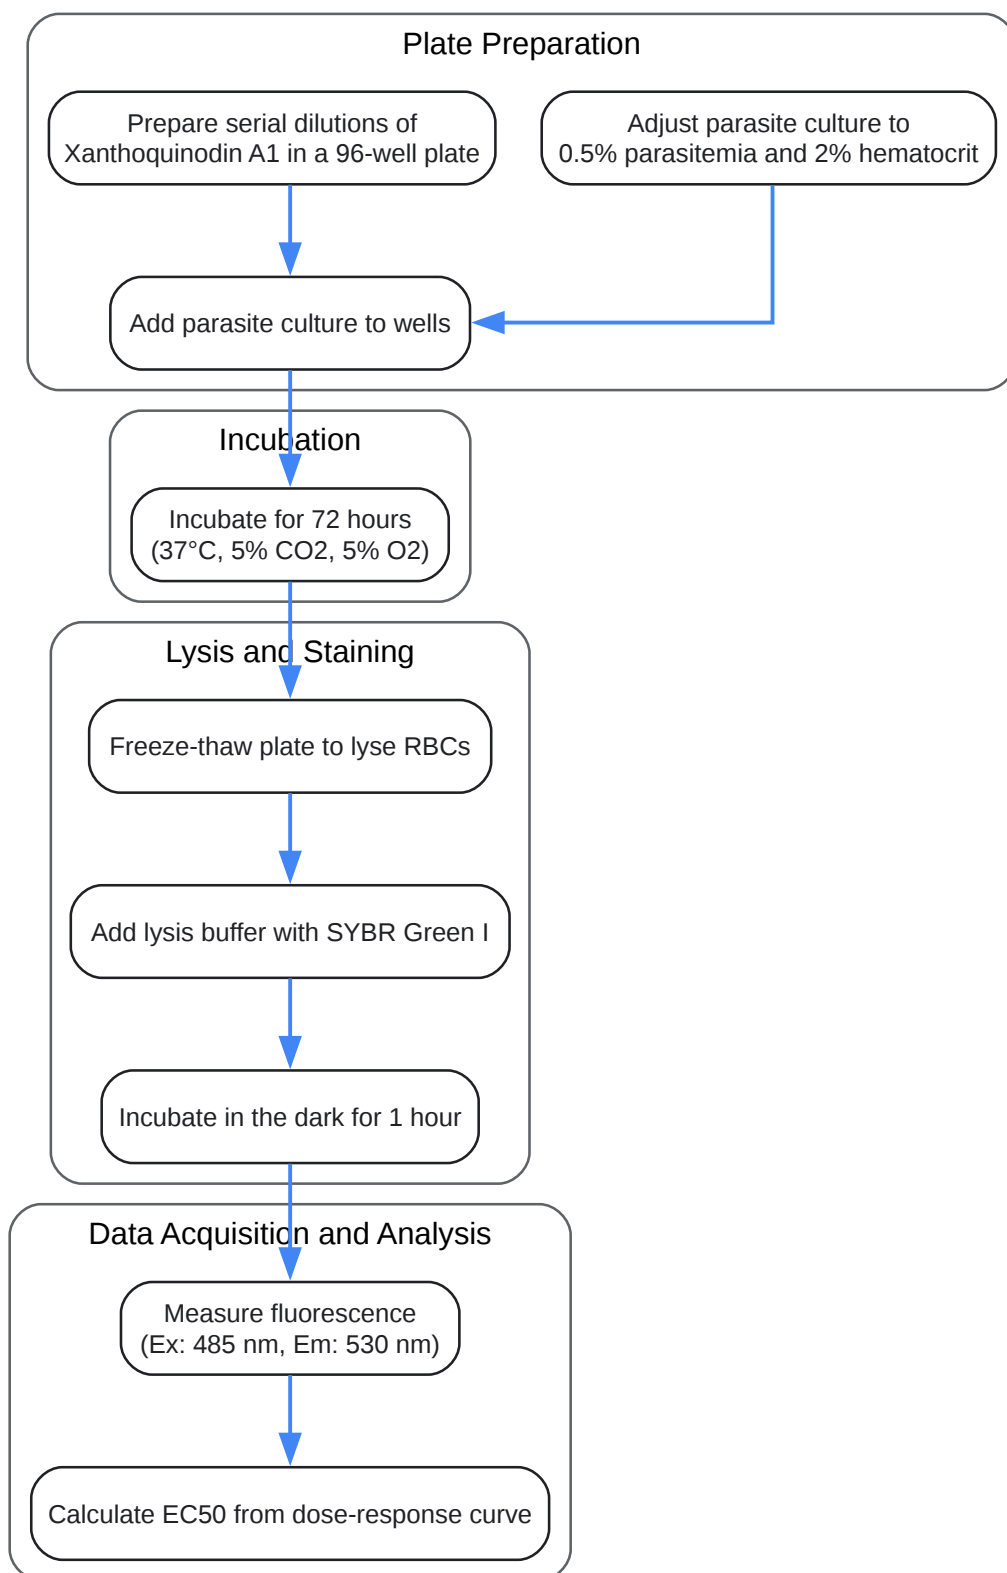 Plate Preparation
Prepare serial dilutions of
Xanthoquinodin A1 in a 96-well plate
Adjust parasite culture to
0.5% parasitemia and 2% hematocrit
Add parasite culture to wells
Incubation
Incubate for 72 hours
(37°C, 5% CO2, 5% O2)
Lysis and Staining
Freeze-thaw plate to lyse RBCs
Add lysis buffer with SYBR Green I
Incubate in the dark for 1 hour
Data Acquisition and Analysis
Measure fluorescence
(Ex: 485 nm, Em: 530 nm)
Calculate EC50 from dose-response curve